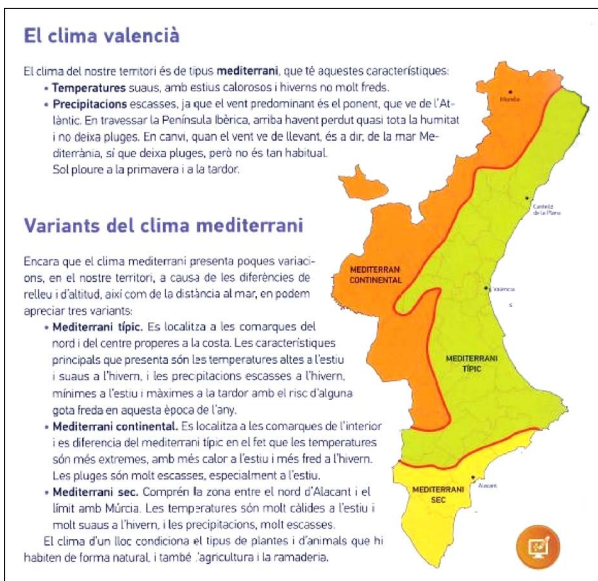 El clima valencià
El clima del nostre territori és de tipus mediterrani, que té aquestes característiques:
• Temperatures suaus, amb estius calorosos i hiverns no molt freds.
• Precipitacions escasses, ja que el vent predominant és el ponent, que ve de l'At-
làntic. En travessar la Península Ibèrica, arriba havent perdut quasi tota la humitat
i no deixa pluges. En canvi, quan el vent ve de llevant, és a dir, de la mar Me-
diterrània, sí que deixa pluges, però no és tan habitual.
Sol ploure a la primavera i a la tardor.
Variants del clima mediterrani
Encara que el clima mediterrani presenta poques variaci-
ons, en el nostre territori, a causa de les diferències de
relleu i d'altitud, així com de la distància al mar, en podem
apreciar tres variants:
• Mediterrani típic. Es localitza a les comarques del
nord i del centre properes a la costa. Les característiques
principals que presenta són les temperatures altes a l'estiu
i suaus a l'hivern, i les precipitacions escasses a l'hivern,
mínimes a l'estiu i màximes a la tardor amb el risc d'alguna
gota freda en aquesta època de l'any.
• Mediterrani continental. Es localitza a les comarques de l'interior
i es diferencia del mediterrani típic en el fet que les temperatures
són més extremes, amb més calor a l'estiu i més fred a l'hivern.
Les pluges són molt escasses, especialment a l'estiu.
• Mediterrani sec. Comprén la zona entre el nord d'Alacant i el
límit amb Múrcia. Les temperatures són molt càlides a l'estiu i
molt suaus a l'hivern, i les precipitacions, molt escasses.
El clima d'un lloc condiciona el tipus de plantes i d'animals que hi
habiten de forma natural, i també l'agricultura i la ramaderia.
Morella
Castelló
de la Plana
MEDITERRAN
CONTINENTAL
València
MEDITERRANI
TÍPIC
MEDITERRANI
SEC
Alacant